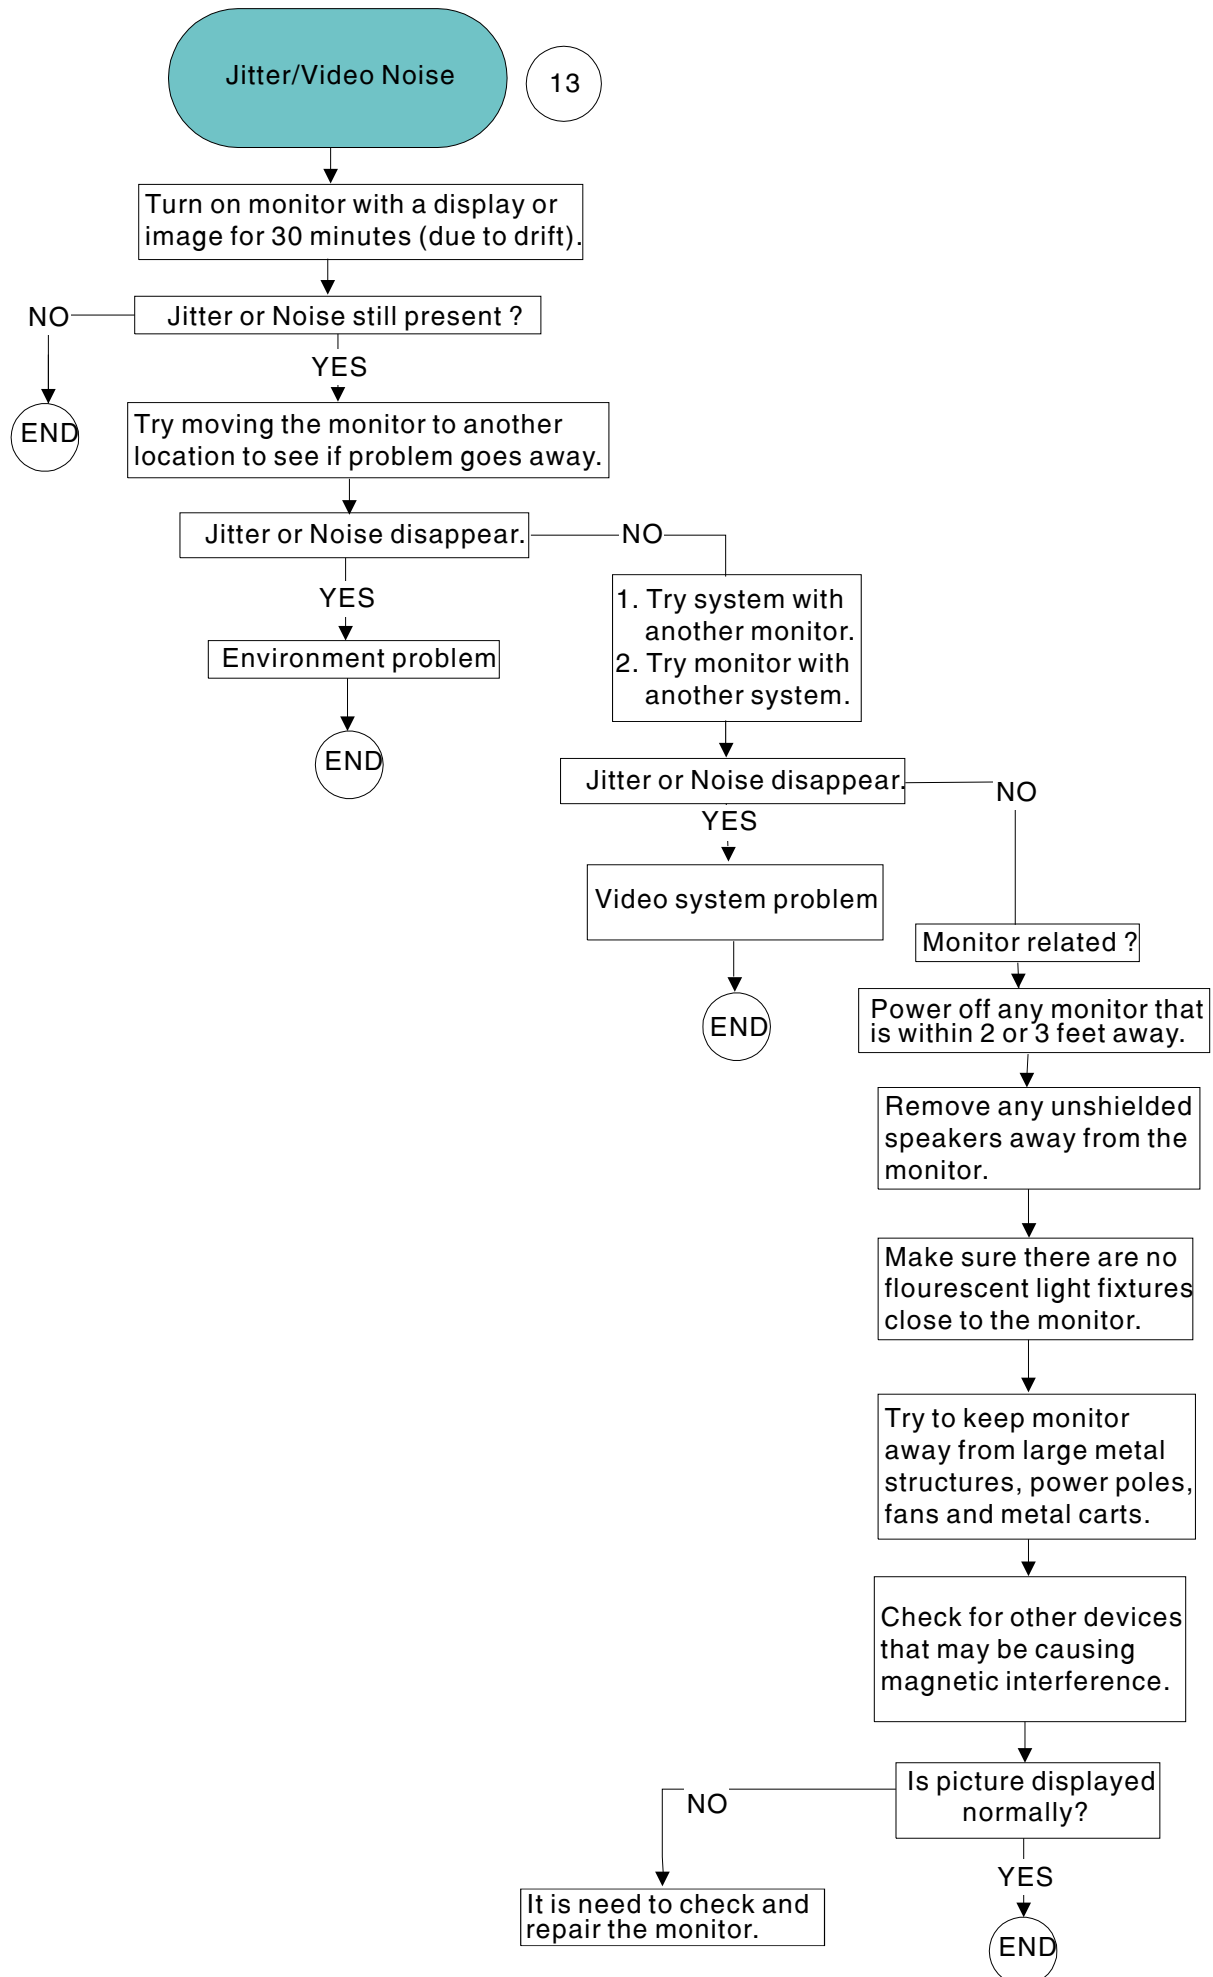 Jitter/Video Noise
13
Turn on monitor with a display or
image for 30 minutes (due to drift).
Jitter or Noise still present ?
NO
YES
END
Try moving the monitor to another
location to see if problem goes away.
Jitter or Noise disappear.
NO
YES
Environment problem
END
1. Try system with
another monitor.
2. Try monitor with
another system.
Jitter or Noise disappear.
NO
YES
Video system problem
END
Monitor related ?
Power off any monitor that
is within 2 or 3 feet away.
Remove any unshielded
speakers away from the
monitor.
Make sure there are no
flourescent light fixtures
close to the monitor.
Try to keep monitor
away from large metal
structures, power poles,
fans and metal carts.
Check for other devices
that may be causing
magnetic interference.
Is picture displayed
normally?
NO
YES
It is need to check and
repair the monitor.
END